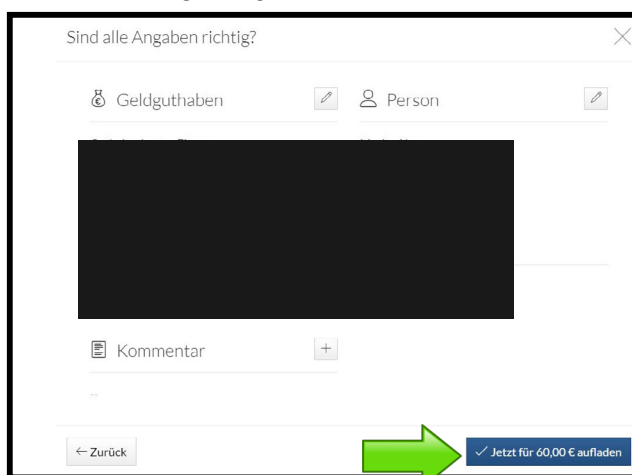 Sind alle Angaben richtig?
Geldguthaben
Person
Kommentar
--
← Zurück
✓ Jetzt für 60,00 € aufladen